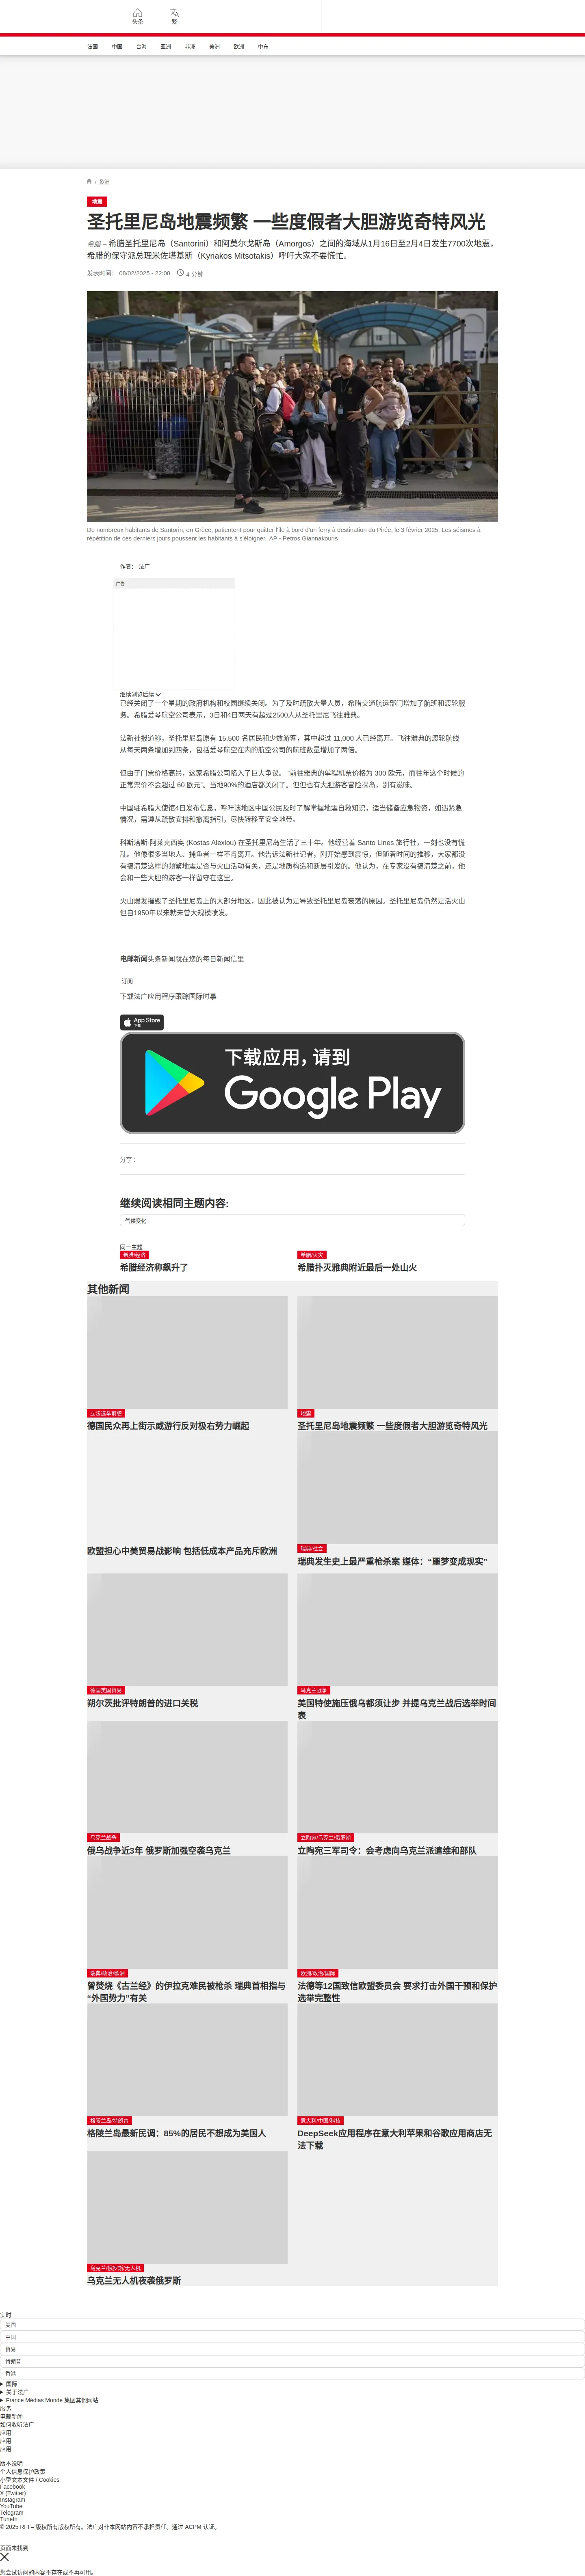 头条
繁
法国 中国 台海 亚洲 非洲 美洲 欧洲 中东
/ 欧洲
地震
圣托里尼岛地震频繁 一些度假者大胆游览奇特风光
希腊 – 希腊圣托里尼岛（Santorini）和阿莫尔戈斯岛（Amorgos）之间的海域从1月16日至2月4日发生7700次地震，
希腊的保守派总理米佐塔基斯（Kyriakos Mitsotakis）呼吁大家不要慌忙。
发表时间： 08/02/2025 - 22:08 4 分钟
De nombreux habitants de Santorin, en Grèce, patientent pour quitter l'île à bord d'un ferry à destination du Pirée, le 3 février 2025. Les séismes à
répétition de ces derniers jours poussent les habitants à s'éloigner. AP - Petros Giannakouris
作者： 法广
广告
继续浏览后续
已经关闭了一个星期的政府机构和校园继续关闭。为了及时疏散大量人员，希腊交通航运部门增加了航班和渡轮服
务。希腊爱琴航空公司表示，3日和4日两天有超过2500人从圣托里尼飞往雅典。
法新社报道称，圣托里尼岛原有 15,500 名居民和少数游客，其中超过 11,000 人已经离开。飞往雅典的渡轮航线
从每天两条增加到四条，包括爱琴航空在内的航空公司的航班数量增加了两倍。
但由于门票价格高昂，这家希腊公司陷入了巨大争议。 “前往雅典的单程机票价格为 300 欧元，而往年这个时候的
正常票价不会超过 60 欧元”。当地90%的酒店都关闭了。但但也有大胆游客冒险探岛，别有滋味。
中国驻希腊大使馆4日发布信息，呼吁该地区中国公民及时了解掌握地震自救知识，适当储备应急物资，如遇紧急
情况，需遵从疏散安排和撤离指引，尽快转移至安全地带。
科斯塔斯·阿莱克西奥 (Kostas Alexiou) 在圣托里尼岛生活了三十年。他经营着 Santo Lines 旅行社，一刻也没有慌
乱。他像很多当地人、捕鱼者一样不肯离开。他告诉法新社记者，刚开始感到震惊，但随着时间的推移，大家都没
有搞清楚这样的频繁地震是否与火山活动有关，还是地质构造和断层引发的。他认为，在专家没有搞清楚之前，他
会和一些大胆的游客一样留守在这里。
火山爆发摧毁了圣托里尼岛上的大部分地区，因此被认为是导致圣托里尼岛衰落的原因。圣托里尼岛仍然是活火山
但自1950年以来就未曾大规模喷发。
电邮新闻头条新闻就在您的每日新闻信里
订阅
下载法广应用程序跟踪国际时事
App Store
下载
下载应用，请到
Google Play
分享 :
继续阅读相同主题内容:
气候变化
同一主题
希腊/经济
希腊经济称飙升了
希腊/火灾
希腊扑灭雅典附近最后一处山火
其他新闻
立法选举前瞻
德国民众再上街示威游行反对极右势力崛起
地震
圣托里尼岛地震频繁 一些度假者大胆游览奇特风光
欧盟担心中美贸易战影响 包括低成本产品充斥欧洲
瑞典/社会
瑞典发生史上最严重枪杀案 媒体：“噩梦变成现实”
德国美国贸易
朔尔茨批评特朗普的进口关税
乌克兰战争
美国特使施压俄乌都须让步 并提乌克兰战后选举时间
表
马克兰战争
俄乌战争近3年 俄罗斯加强空袭乌克兰
立陶宛/乌克兰/俄罗斯
立陶宛三军司令：会考虑向乌克兰派遣维和部队
瑞典/政治/欧洲
曾焚烧《古兰经》的伊拉克难民被枪杀 瑞典首相指与
“外国势力”有关
欧洲/政治/国际
法德等12国致信欧盟委员会 要求打击外国干预和保护
选举完整性
格陵兰岛/特朗普
格陵兰岛最新民调：85%的居民不想成为美国人
意大利/中国/科技
DeepSeek应用程序在意大利苹果和谷歌应用商店无
法下载
乌克兰/俄罗斯/无人机
乌克兰无人机夜袭俄罗斯
实时
美国
中国
贸易
特朗普
香港
国际
关于法广
France Médias Monde 集团其他网站
服务
电邮新闻
如何收听法广
应用
应用
应用
版本说明
个人信息保护政策
小型文本文件 / Cookies
Facebook
X (Twitter)
Instagram
YouTube
Telegram
TuneIn
© 2025 RFI – 版权所有版权所有。法广对非本网站内容不承担责任。通过 ACPM 认证。
页面未找到
您尝试访问的内容不存在或不再可用。